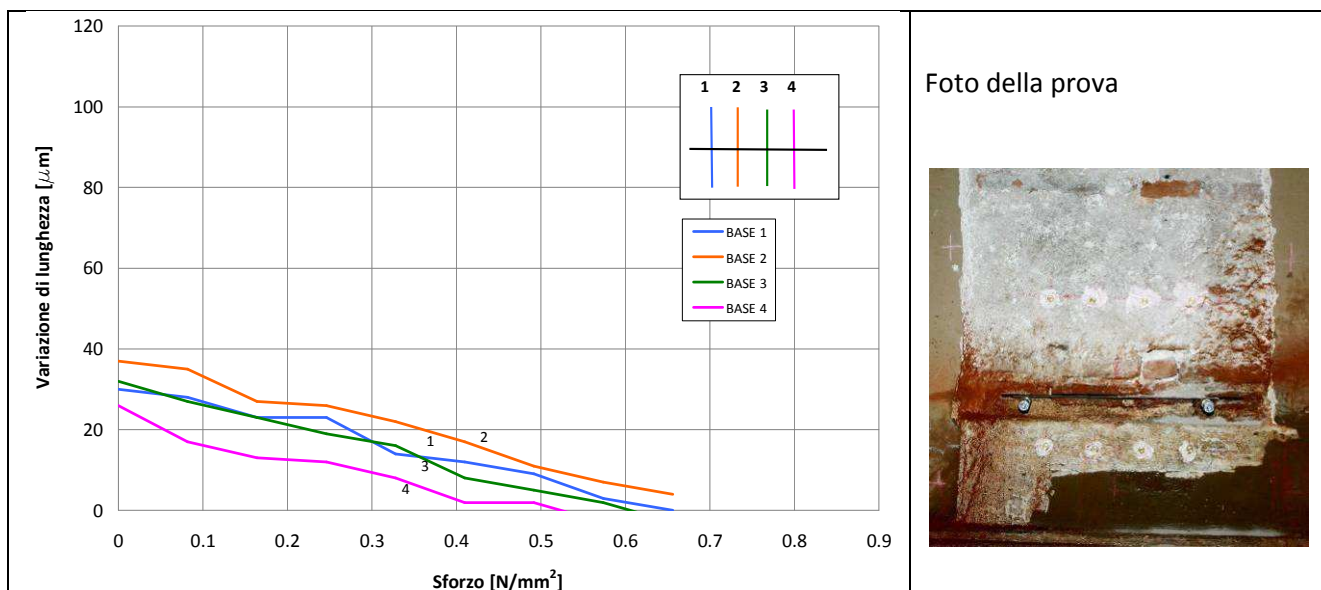 120
100
80
60
40
20
0
Variazione di lunghezza [μm]
0 0.1 0.2 0.3 0.4 0.5 0.6 0.7 0.8 0.9
Sforzo [N/mm²]
1 2 3 4
BASE 1
BASE 2
BASE 3
BASE 4
1
2
3
4
Foto della prova